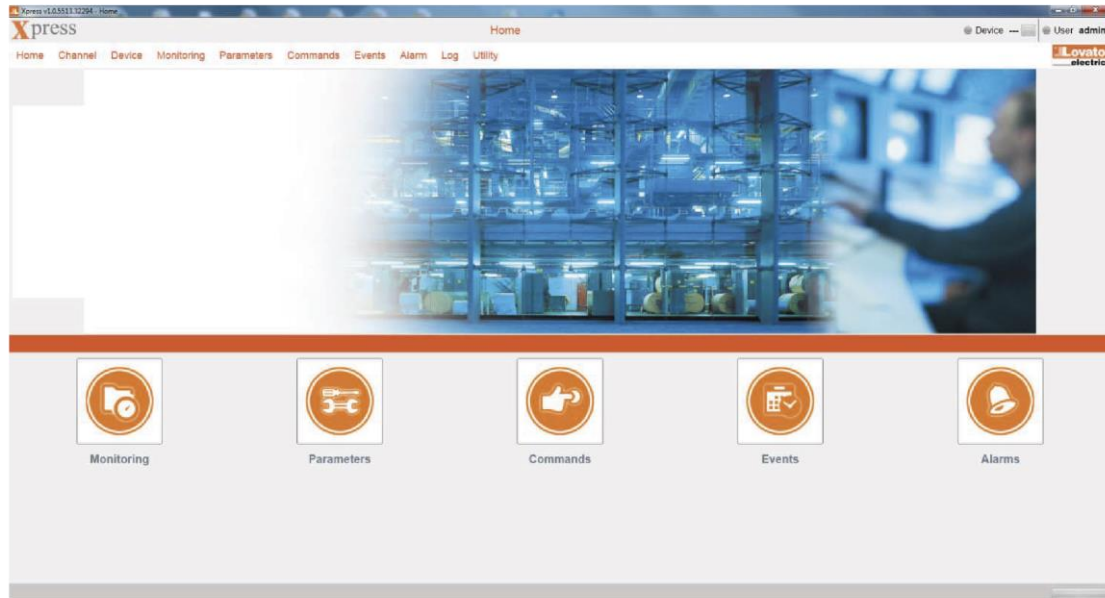 Xpress v1.0.5513.12294 - Home
Xpress
Home
Device ---
User admin
Home Channel Device Monitoring Parameters Commands Events Alarm Log Utility
Lovato
electric
Monitoring Parameters Commands Events Alarms